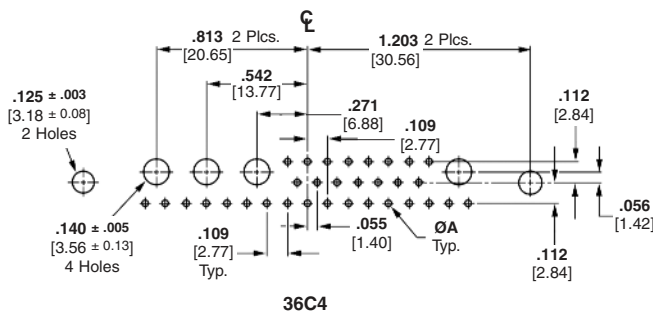 ℄
.813 2 Plcs.
[20.65]
1.203 2 Plcs.
[30.56]
.542
[13.77]
.125 ± .003
[3.18 ± 0.08]
2 Holes
.271
[6.88]
.112
[2.84]
.109
[2.77]
.140 ± .005
[3.56 ± 0.13]
4 Holes
.109
[2.77]
Typ.
.055
[1.40]
ØA
Typ.
.056
[1.42]
.112
[2.84]
36C4